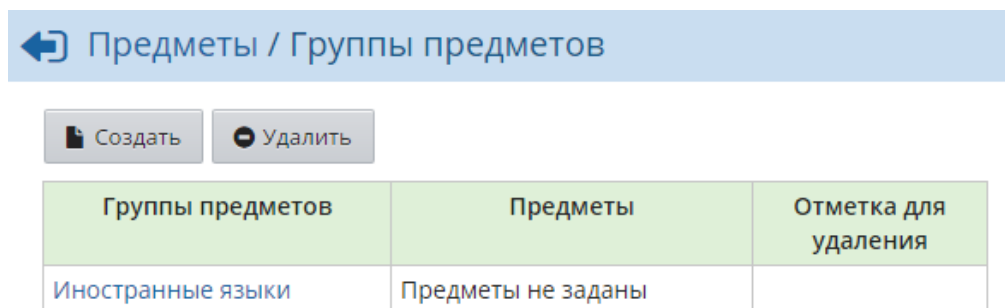 Предметы / Группы предметов
Создать Удалить
Группы предметов Предметы Отметка для
удаления
Иностранные языки Предметы не заданы